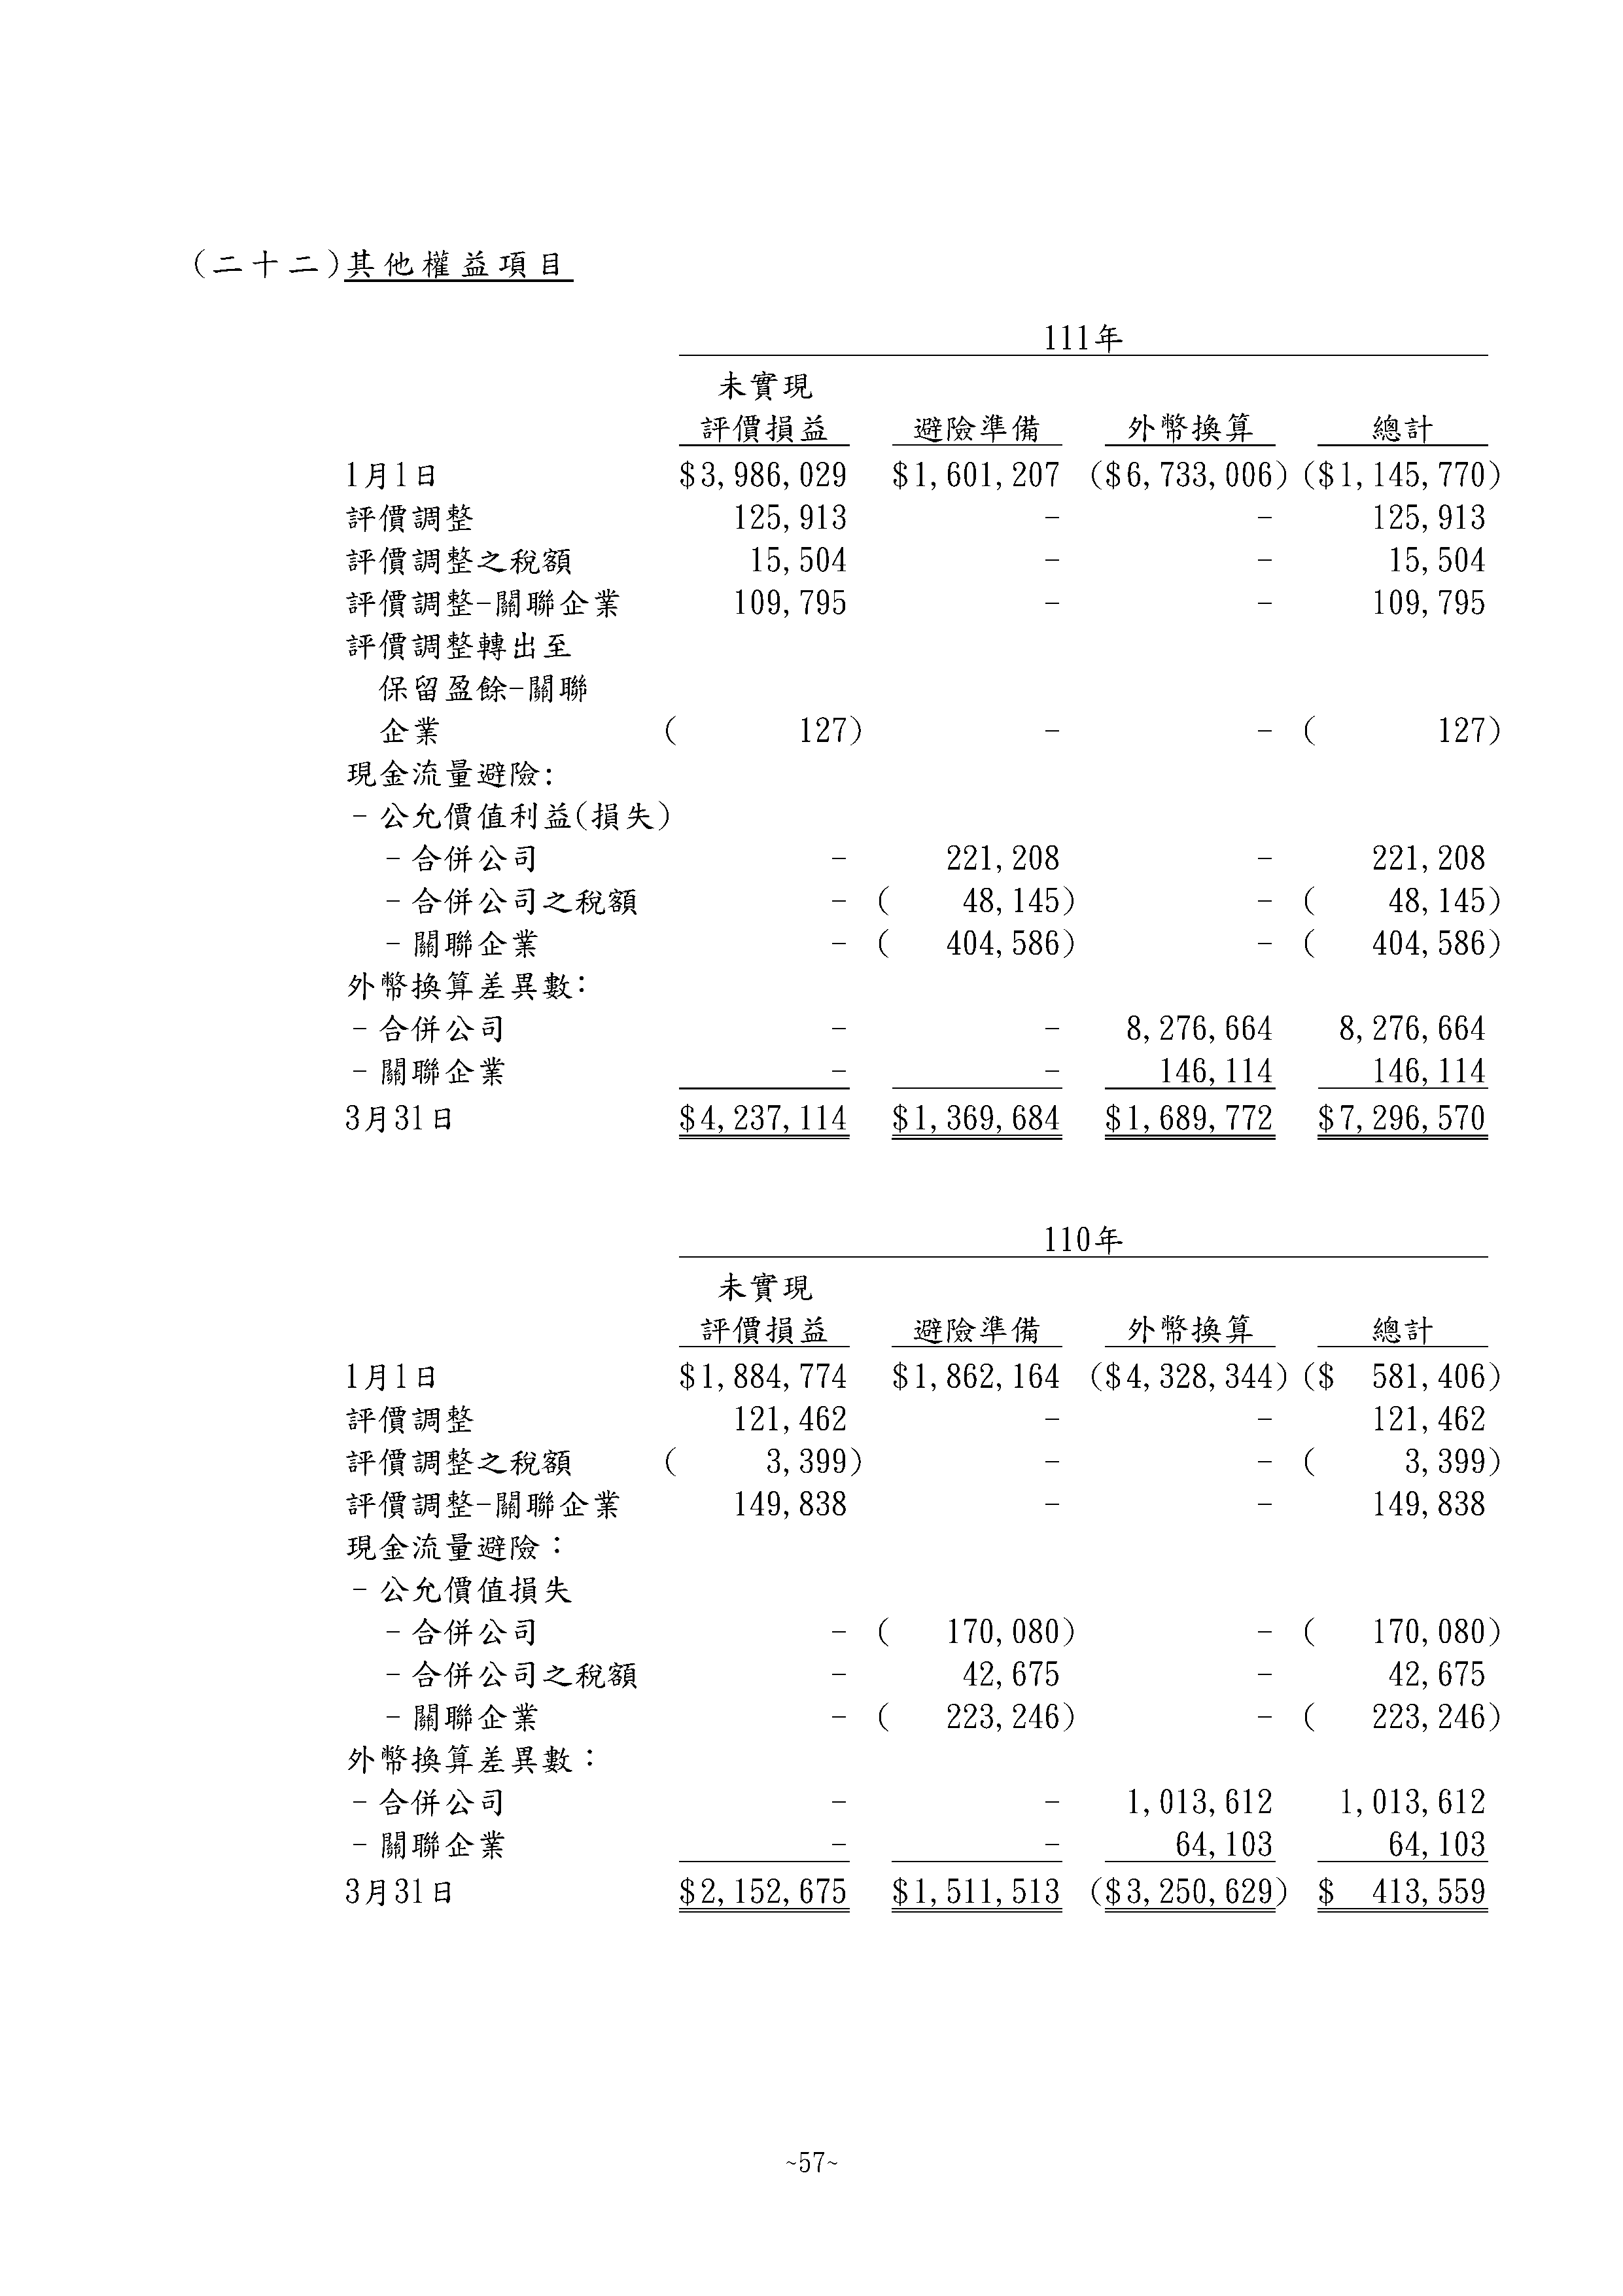 (二十二)其他權益項目
111年
未實現
評價損益 避險準備 外幣換算 總計
1月1日 $3,986,029 $1,601,207 ($6,733,006) ($1,145,770)
評價調整 125,913 - - 125,913
評價調整之稅額 15,504 - - 15,504
評價調整-關聯企業 109,795 - - 109,795
評價調整轉出至
保留盈餘-關聯
企業 ( 127) - - ( 127)
現金流量避險:
-公允價值利益(損失)
-合併公司 - 221,208 - 221,208
-合併公司之稅額 - ( 48,145) - ( 48,145)
-關聯企業 - ( 404,586) - ( 404,586)
外幣換算差異數:
-合併公司 - - 8,276,664 8,276,664
-關聯企業 - - 146,114 146,114
3月31日 $4,237,114 $1,369,684 $1,689,772 $7,296,570
110年
未實現
評價損益 避險準備 外幣換算 總計
1月1日 $1,884,774 $1,862,164 ($4,328,344) ($ 581,406)
評價調整 121,462 - - 121,462
評價調整之稅額 ( 3,399) - - ( 3,399)
評價調整-關聯企業 149,838 - - 149,838
現金流量避險：
-公允價值損失
-合併公司 - ( 170,080) - ( 170,080)
-合併公司之稅額 - 42,675 - 42,675
-關聯企業 - ( 223,246) - ( 223,246)
外幣換算差異數：
-合併公司 - - 1,013,612 1,013,612
-關聯企業 - - 64,103 64,103
3月31日 $2,152,675 $1,511,513 ($3,250,629) $ 413,559
~57~